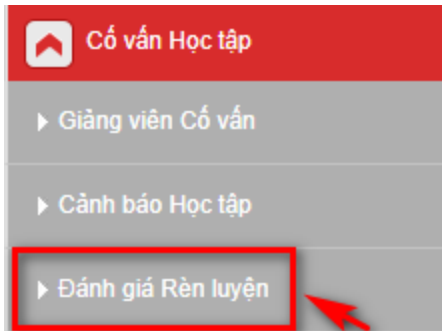 Cố vấn Học tập
Giảng viên Cố vấn
Cảnh báo Học tập
Đánh giá Rèn luyện